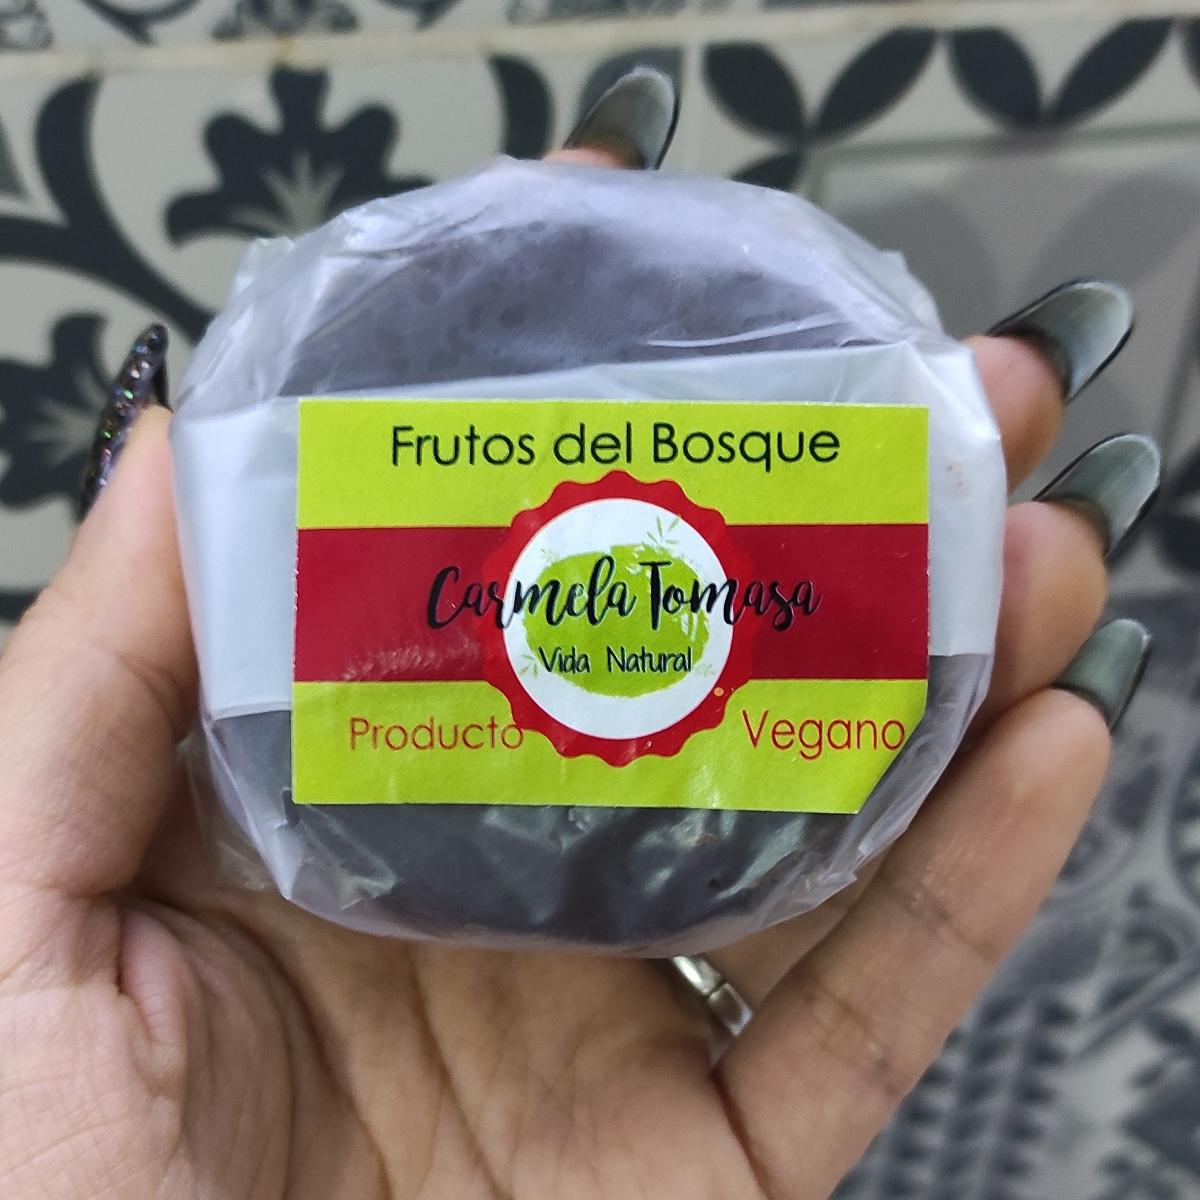 Frutos del Bosque
Carmela Tomasa
Vida Natural
Producto Vegano